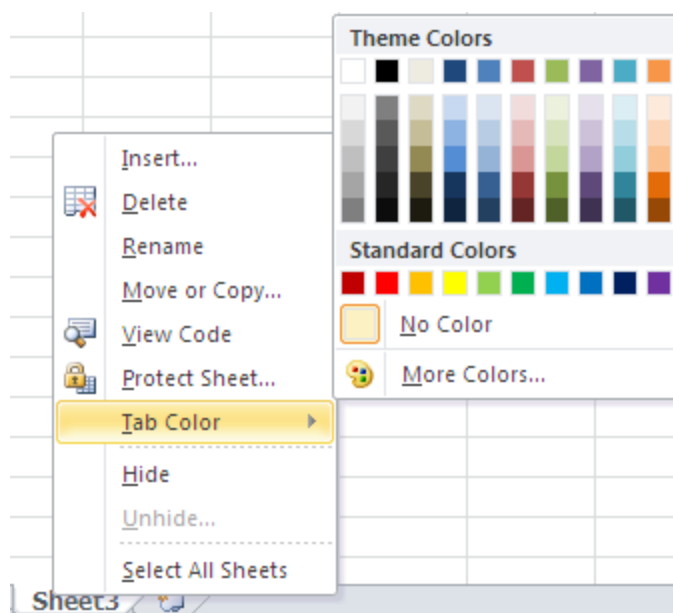 Theme Colors
Insert...
Delete
Rename
Move or Copy...
View Code
Protect Sheet...
Tab Color
Hide
Unhide...
Select All Sheets
Standard Colors
No Color
More Colors...
Sheet3